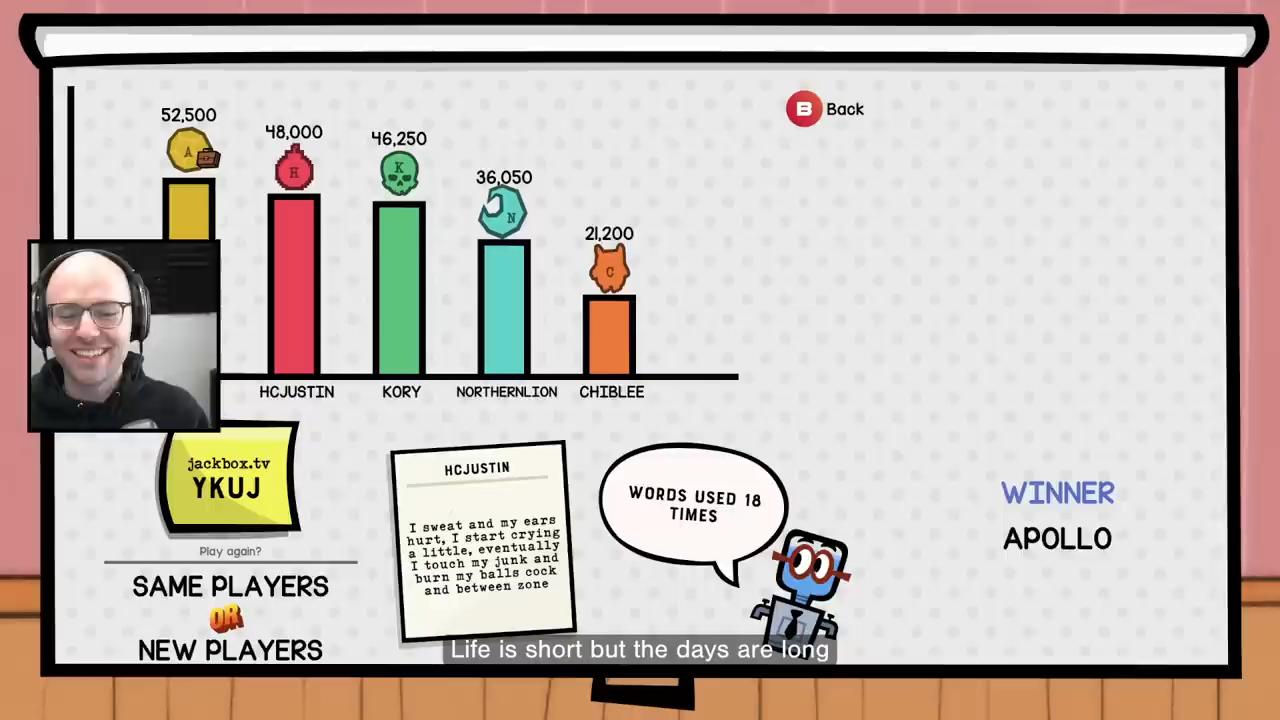 52,500
48,000
46,250
36,050
21,200
A
H
K
N
C
B Back
HCJUSTIN
KORY
NORTHERNLION
CHIBLEE
jackbox.tv
YKUJ
Play again?
SAME PLAYERS
OR
NEW PLAYERS
HCJUSTIN
I sweat and my ears
hurt, I start crying
a little, eventually
I touch my junk and
burn my balls cock
and between zone
WORDS USED 18
TIMES
WINNER
APOLLO
Life is short but the days are long